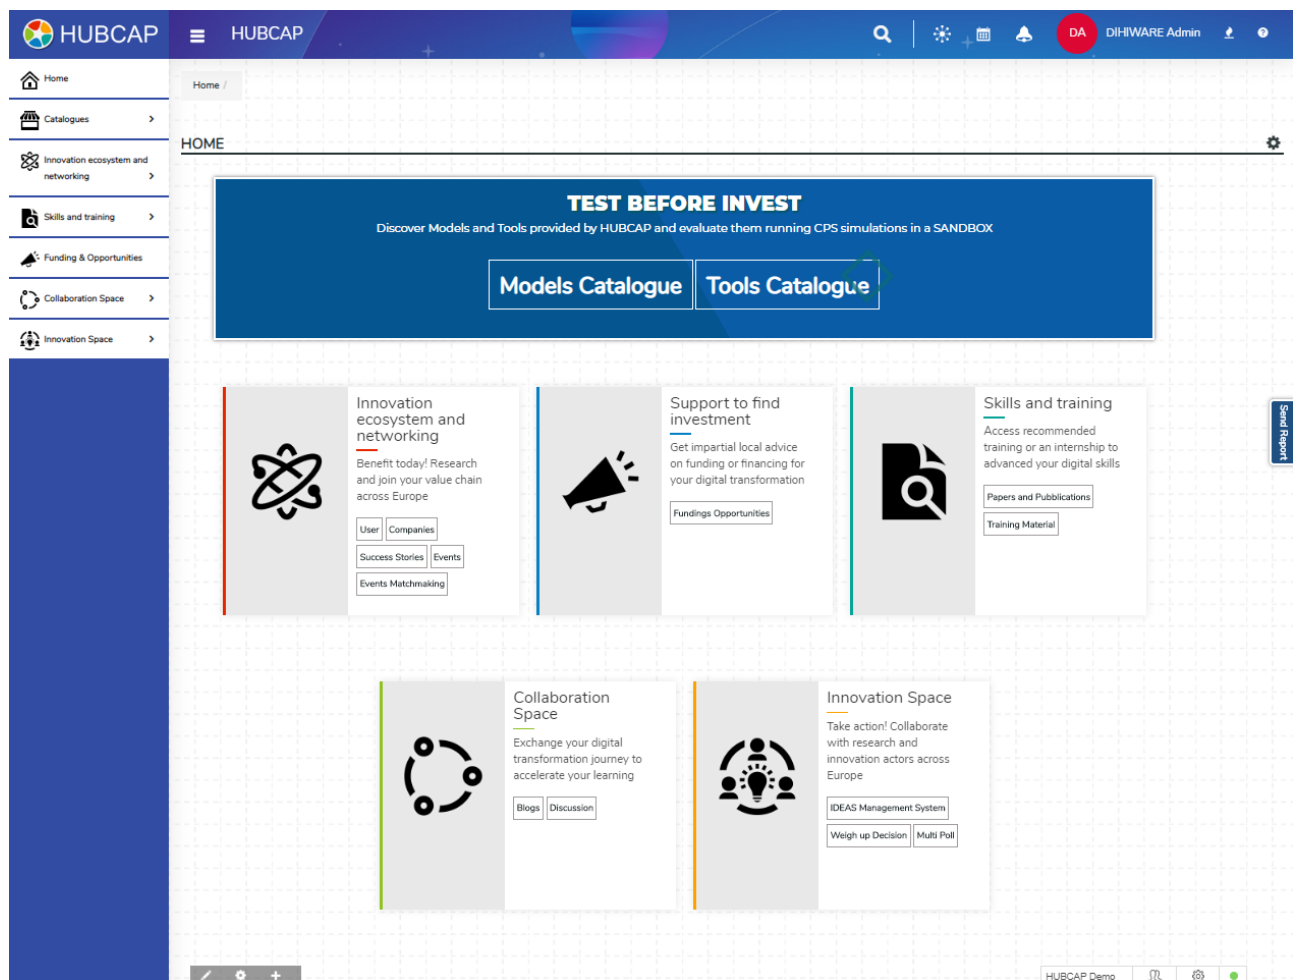 HUBCAP
HUBCAP
DA
DIHIWARE Admin
Home
Catalogues
Innovation ecosystem and
networking
Skills and training
Funding & Opportunities
Collaboration Space
Innovation Space
Home /
HOME
TEST BEFORE INVEST
Discover Models and Tools provided by HUBCAP and evaluate them running CPS simulations in a SANDBOX
Models Catalogue
Tools Catalogue
Innovation
ecosystem and
networking
Benefit today! Research
and join your value chain
across Europe
User
Companies
Success Stories
Events
Events Matchmaking
Support to find
investment
Get impartial local advice
on funding or financing for
your digital transformation
Fundings Opportunities
Skills and training
Access recommended
training or an internship to
advanced your digital skills
Papers and Pubblications
Training Material
Send Report
Collaboration
Space
Exchange your digital
transformation journey to
accelerate your learning
Blogs
Discussion
Innovation Space
Take action! Collaborate
with research and
innovation actors across
Europe
IDEAS Management System
Weigh up Decision
Multi Poll
HUBCAP Demo